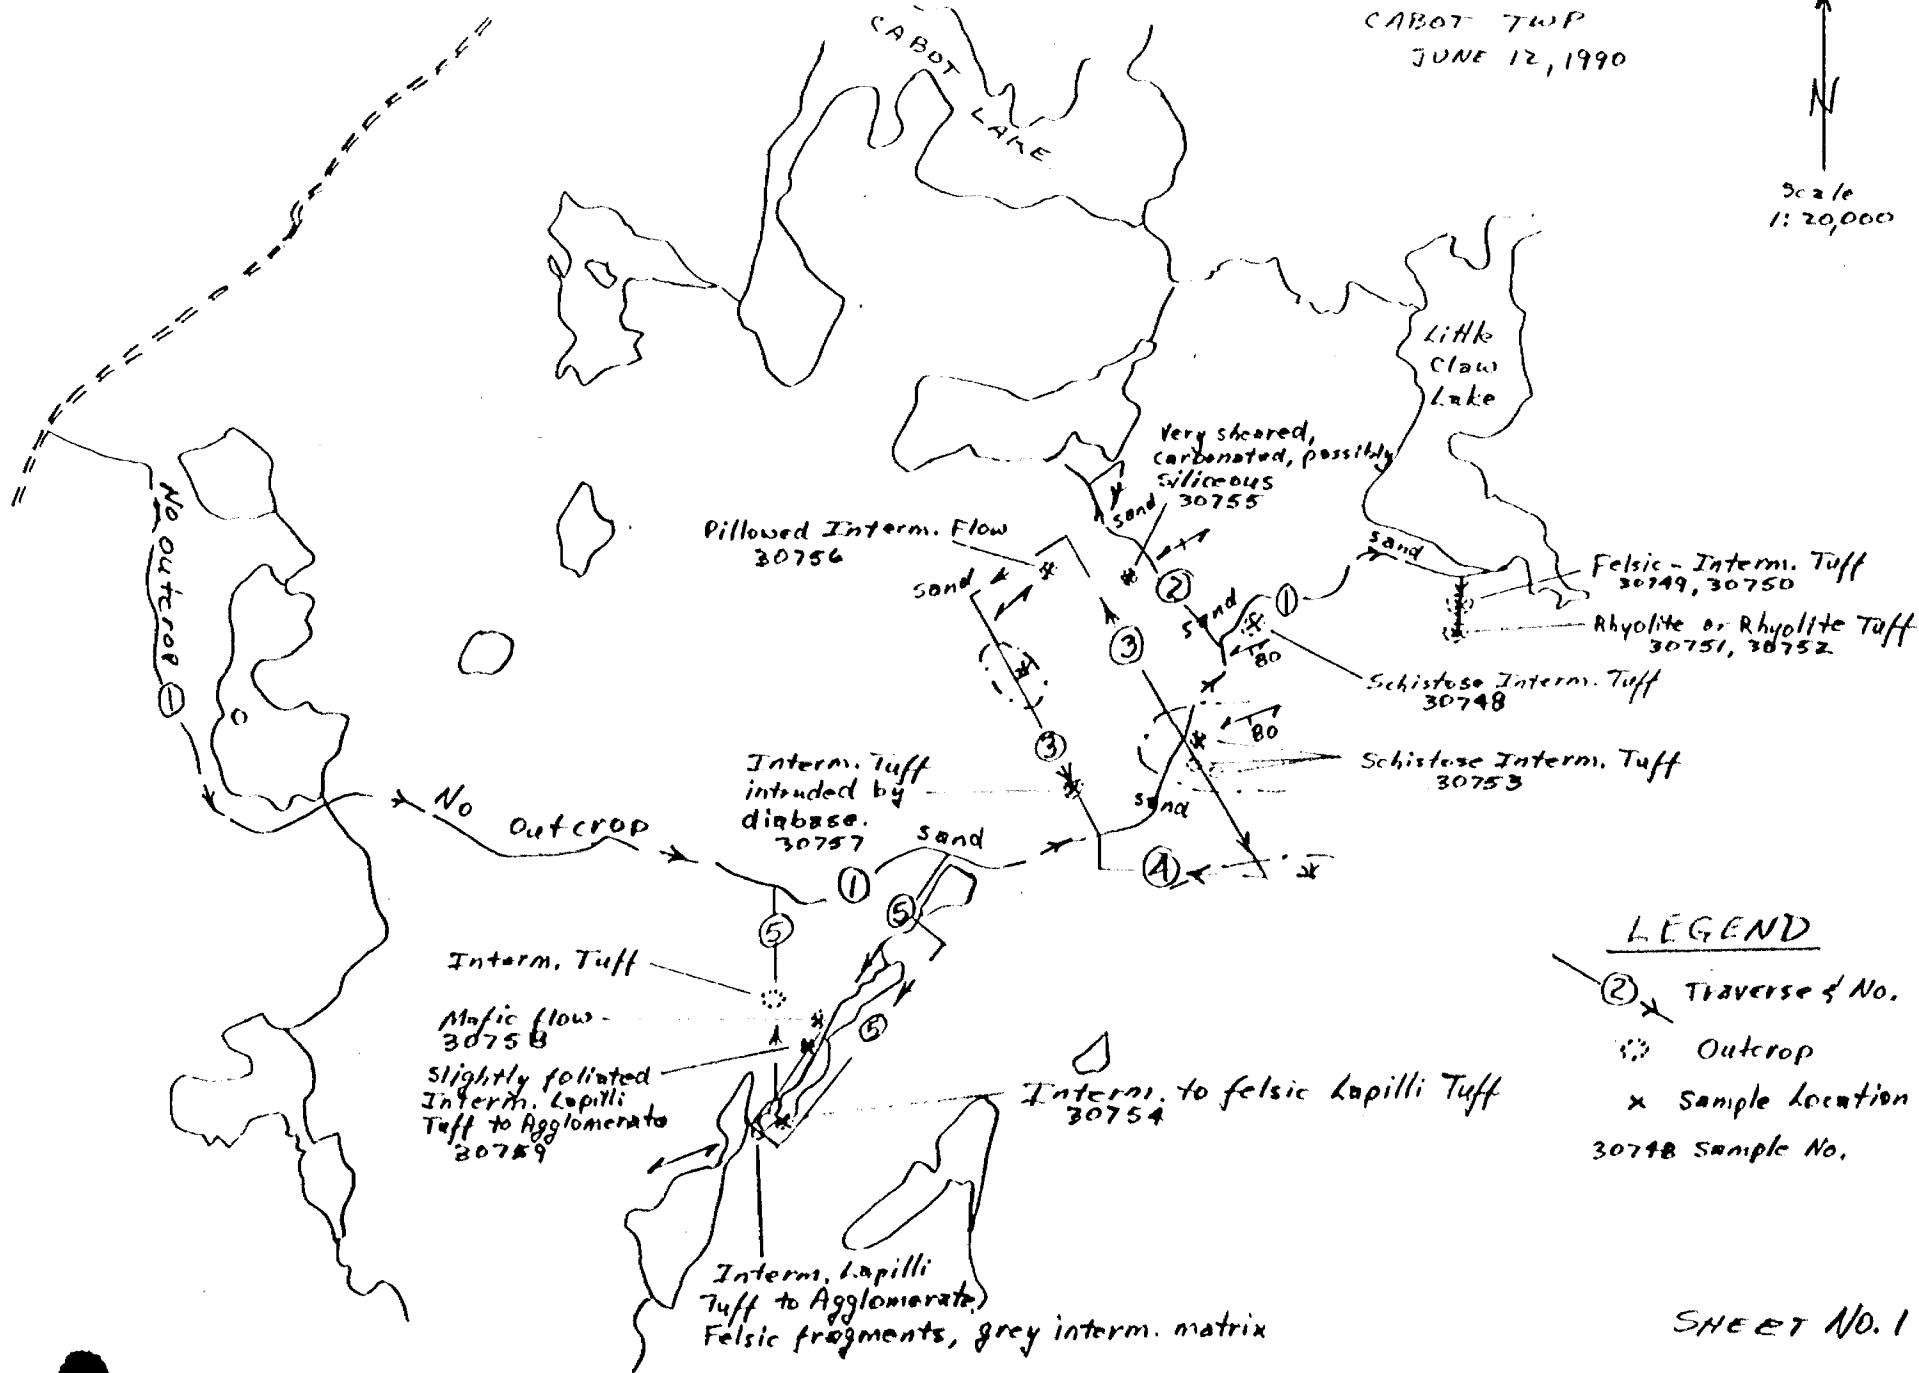 CABOT TWP
JUNE 12, 1990
N
Scale
1:20,000
CABOT
LAKE
Little
Claw
Lake
Very sheared,
carbonated, possibly
siliceous
30755
sand
Pillowed Interm. Flow
30756
sand
sand
2
sand
1
Felsic - Interm. Tuff
30749, 30750
Rhyolite or Rhyolite Tuff
30751, 30752
80
3
Schistose Interm. Tuff
30748
80
Schistose Interm. Tuff
30753
3
Interm. Tuff
intruded by
diabase.
30757
sand
sand
4
No Outcrop
1
No
Outcrop
1
5
5
Interm. Tuff
Mafic flow
30758
5
Slightly foliated
Interm. Lapilli
Tuff to Agglomerate
30759
Interm. to felsic Lapilli Tuff
30754
Interm. Lapilli
Tuff to Agglomerate,
Felsic fragments, grey interm. matrix
LEGEND
2 Traverse & No.
Outcrop
x Sample Location
30748 Sample No.
SHEET NO. 1